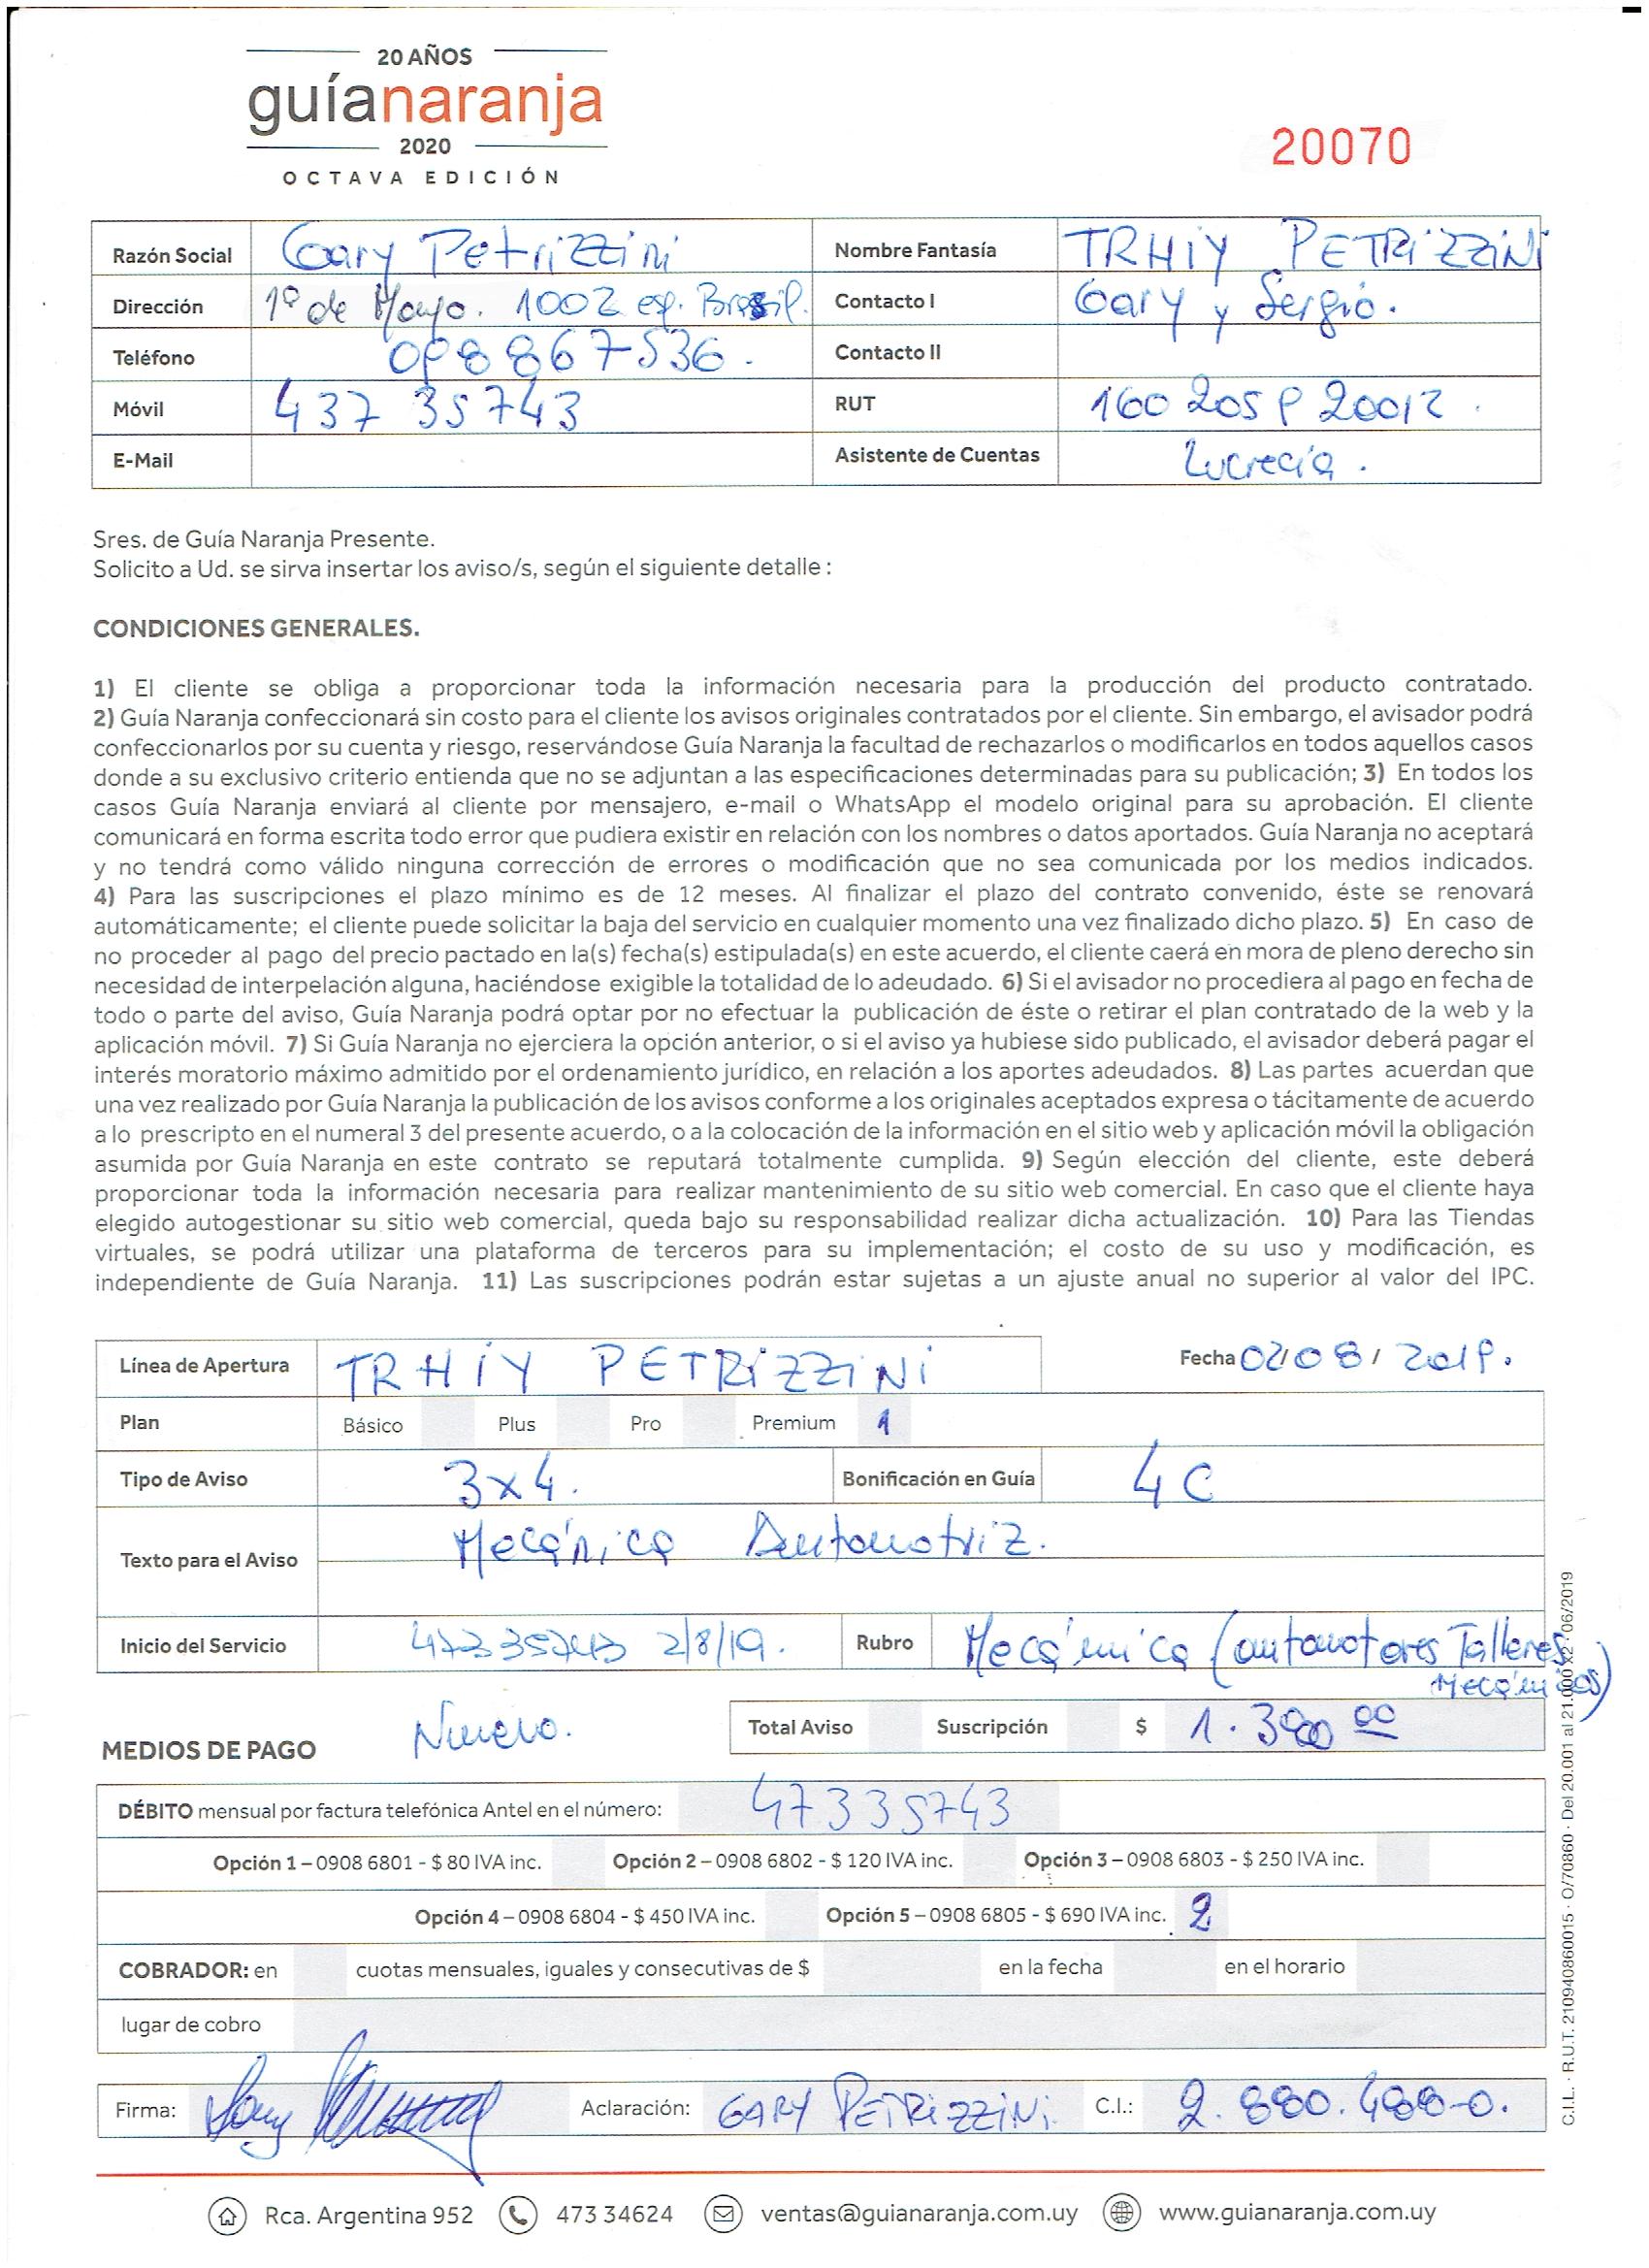 20 AÑOS
guíanaranja
2020
OCTAVA EDICIÓN
20070
Razón Social Gary Petrizzini Nombre Fantasía TRHIY PETRIZZINI
Dirección 1º de Mayo. 1002 esq. Brasil. Contacto I Gary y Sergio.
Teléfono 098867536. Contacto II
Móvil 437 35743 RUT 160205920012.
E-Mail Asistente de Cuentas Lucrecia.
Sres. de Guía Naranja Presente.
Solicito a Ud. se sirva insertar los aviso/s, según el siguiente detalle :
CONDICIONES GENERALES.
1) El cliente se obliga a proporcionar toda la información necesaria para la producción del producto contratado.
2) Guía Naranja confeccionará sin costo para el cliente los avisos originales contratados por el cliente. Sin embargo, el avisador podrá
confeccionarlos por su cuenta y riesgo, reservándose Guía Naranja la facultad de rechazarlos o modificarlos en todos aquellos casos
donde a su exclusivo criterio entienda que no se adjuntan a las especificaciones determinadas para su publicación; 3) En todos los
casos Guía Naranja enviará al cliente por mensajero, e-mail o WhatsApp el modelo original para su aprobación. El cliente
comunicará en forma escrita todo error que pudiera existir en relación con los nombres o datos aportados. Guía Naranja no aceptará
y no tendrá como válido ninguna corrección de errores o modificación que no sea comunicada por los medios indicados.
4) Para las suscripciones el plazo mínimo es de 12 meses. Al finalizar el plazo del contrato convenido, éste se renovará
automáticamente; el cliente puede solicitar la baja del servicio en cualquier momento una vez finalizado dicho plazo. 5) En caso de
no proceder al pago del precio pactado en la(s) fecha(s) estipulada(s) en este acuerdo, el cliente caerá en mora de pleno derecho sin
necesidad de interpelación alguna, haciéndose exigible la totalidad de lo adeudado. 6) Si el avisador no procediera al pago en fecha de
todo o parte del aviso, Guía Naranja podrá optar por no efectuar la publicación de éste o retirar el plan contratado de la web y la
aplicación móvil. 7) Si Guía Naranja no ejerciera la opción anterior, o si el aviso ya hubiese sido publicado, el avisador deberá pagar el
interés moratorio máximo admitido por el ordenamiento jurídico, en relación a los aportes adeudados. 8) Las partes acuerdan que
una vez realizado por Guía Naranja la publicación de los avisos conforme a los originales aceptados expresa o tácitamente de acuerdo
a lo prescripto en el numeral 3 del presente acuerdo, o a la colocación de la información en el sitio web y aplicación móvil la obligación
asumida por Guía Naranja en este contrato se reputará totalmente cumplida. 9) Según elección del cliente, este deberá
proporcionar toda la información necesaria para realizar mantenimiento de su sitio web comercial. En caso que el cliente haya
elegido autogestionar su sitio web comercial, queda bajo su responsabilidad realizar dicha actualización. 10) Para las Tiendas
virtuales, se podrá utilizar una plataforma de terceros para su implementación; el costo de su uso y modificación, es
independiente de Guía Naranja. 11) Las suscripciones podrán estar sujetas a un ajuste anual no superior al valor del IPC.
Línea de Apertura TRHIY PETRIZZINI Fecha 02/08/2019.
Plan Básico Plus Pro Premium 1
Tipo de Aviso 3x4. Bonificación en Guía 4C
Texto para el Aviso Mecánica Automotriz.
Inicio del Servicio 47335743 2/8/19. Rubro Mecánica (automotores Talleres
Mecánicos)
Nuevo. Total Aviso Suscripción $ 1.380 00
MEDIOS DE PAGO
DÉBITO mensual por factura telefónica Antel en el número: 47335743
Opción 1 – 0908 6801 - $ 80 IVA inc. Opción 2 – 0908 6802 - $ 120 IVA inc. Opción 3 – 0908 6803 - $ 250 IVA inc.
Opción 4 – 0908 6804 - $ 450 IVA inc. Opción 5 – 0908 6805 - $ 690 IVA inc. 2
COBRADOR: en cuotas mensuales, iguales y consecutivas de $ en la fecha en el horario
lugar de cobro
Firma: Gary Aclaración: GARY PETRIZZINI. C.I.: 2.880.488-0.
Rca. Argentina 952 473 34624 ventas@guianaranja.com.uy www.guianaranja.com.uy
C.I.L. · R.U.T. 210940860015 · O/70860 · Del 20.001 al 21.000 x2 · 06/2019